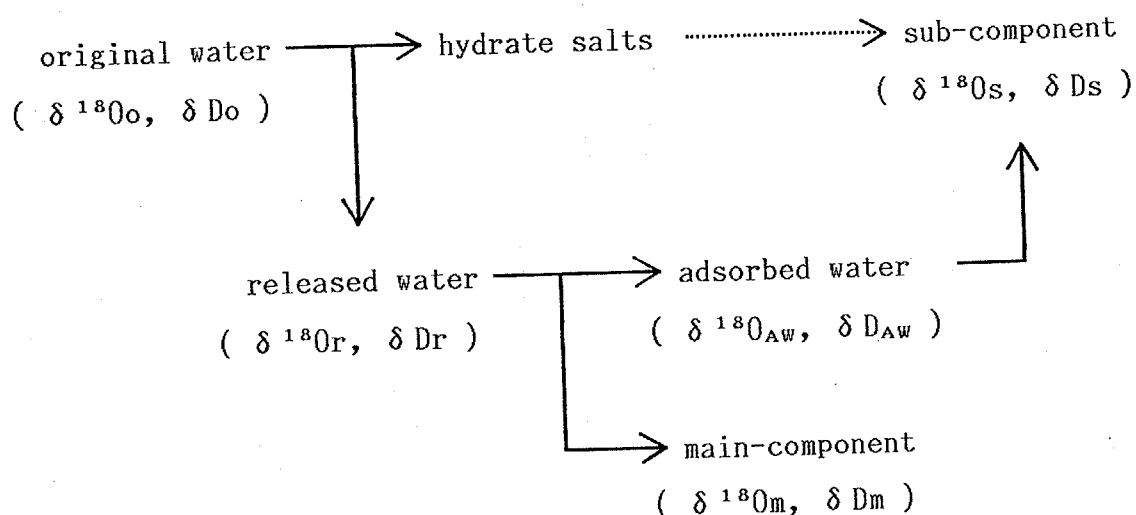 original water
hydrate salts
sub-component
( δ ¹⁸Oo, δ Do )
( δ ¹⁸Os, δ Ds )
released water
adsorbed water
( δ ¹⁸Or, δ Dr )
( δ ¹⁸O_AW, δ D_AW )
main-component
( δ ¹⁸Om, δ Dm )